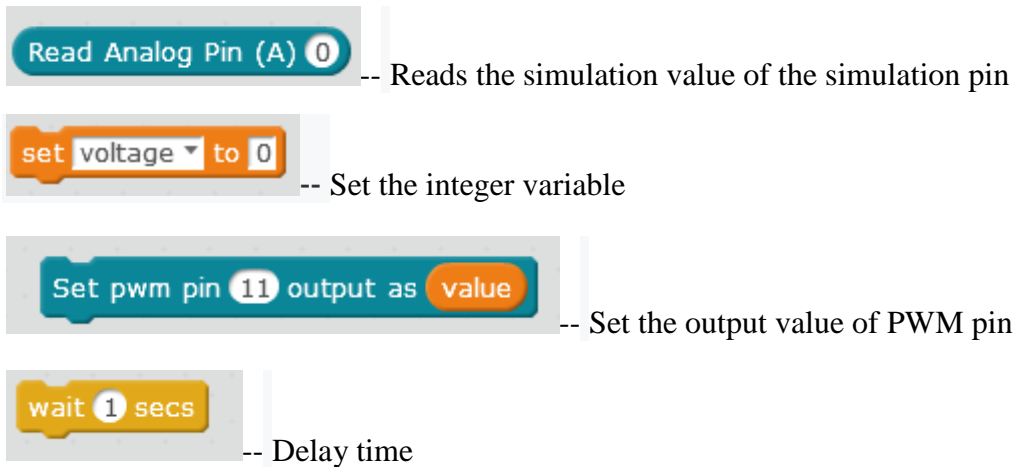 Read Analog Pin (A) 0 -- Reads the simulation value of the simulation pin
set voltage to 0 -- Set the integer variable
Set pwm pin 11 output as value -- Set the output value of PWM pin
wait 1 secs -- Delay time